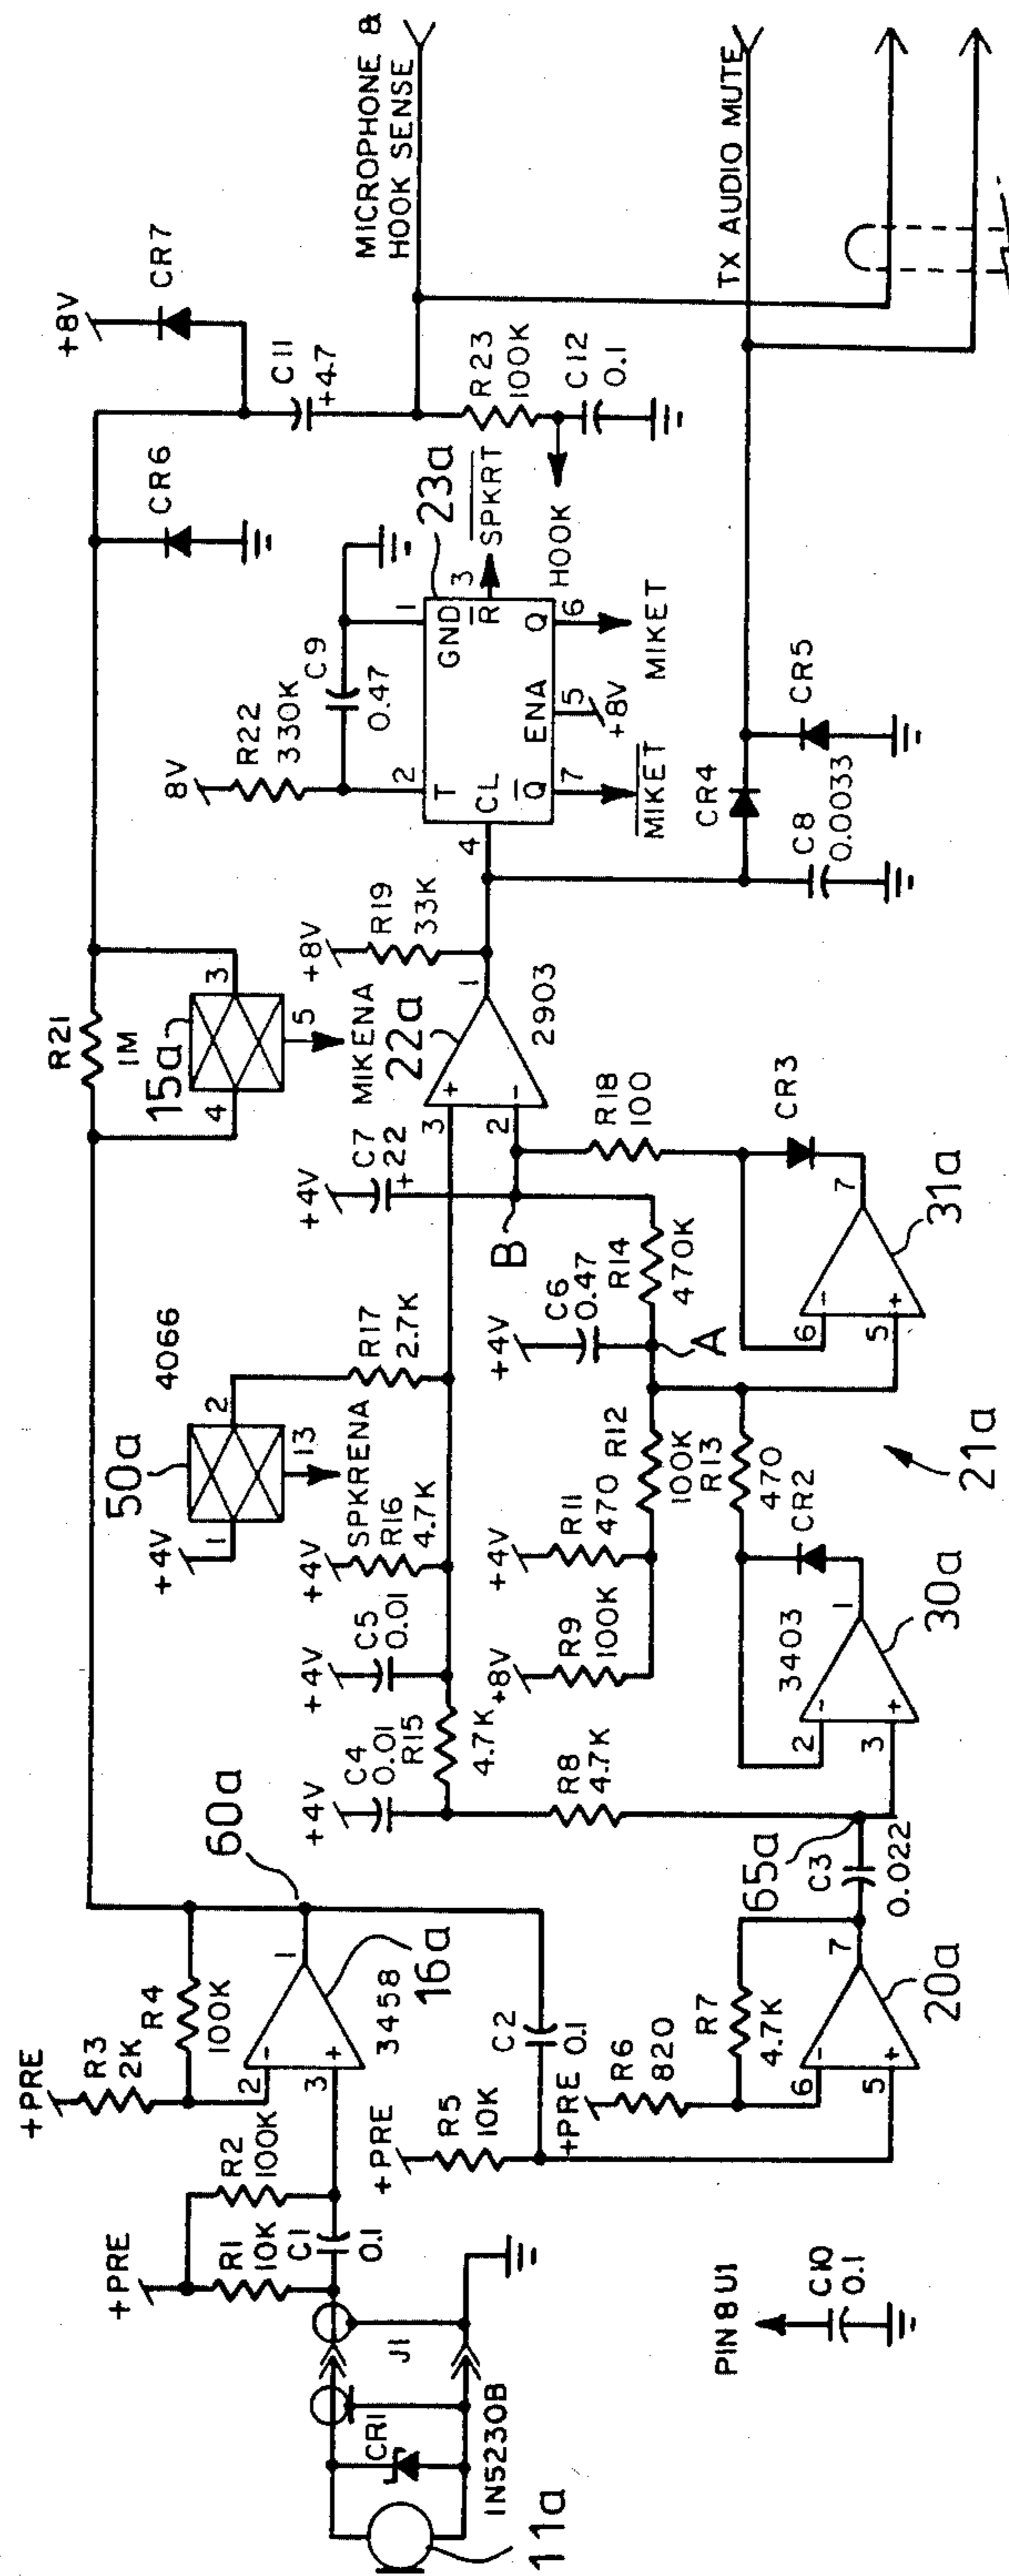 +PRE
R1
10K
R2
100K
C1
0.1
J1
CR1
IN5230B
11a
+PRE
R3
2K
R4
100K
2
3
1
-
+
3458
16a
60a
+PRE
R5
10K
C2
0.1
+PRE
R6
820
R7
4.7K
6
5
7
-
+
20a
65a
C3
0.022
PIN 8 U1
C10
0.1
+4V
C4
0.01
R15
4.7K
R8
4.7K
+4V
C5
0.01
+4V
R16
4.7K
SPKRENA
+4V
50a
4066
1
2
13
R17
2.7K
+8V
R9
100K
+4V
R11
470
R12
100K
R13
470
CR2
3403
2
3
1
-
+
30a
21a
+4V
C6
0.47
R14
470K
A
B
+4V
C7
+22
R18
100
CR3
6
5
7
-
+
31a
R21
1M
15a
4
3
5
MIKENA
22a
3
2
1
+
-
2903
+8V
R19
33K
8V
R22
330K
C9
0.47
23a
2
1
T
GND
4
CL
R
3
SPKRT
Q
ENA
Q
7
5
6
+8V
MIKET
MIKET
HOOK
CR6
+8V
CR7
C11
+4.7
R23
100K
C12
0.1
MICROPHONE &
HOOK SENSE
TX AUDIO MUTE
CR4
CR5
C8
0.0033